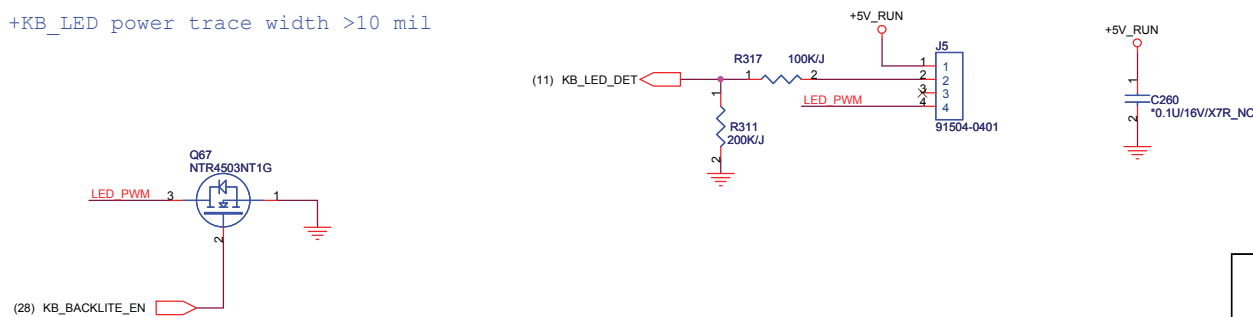 +KB_LED power trace width >10 mil
+5V_RUN
+5V_RUN
J5
R317 100K/J
(11) KB_LED_DET
1 2
1 1
2 2
3 3
4 4
LED_PWM
91504-0401
1
R311
200K/J
2
1
C260
*0.1U/16V/X7R_NC
2
Q67
NTR4503NT1G
LED_PWM 3 1
2
(28) KB_BACKLITE_EN